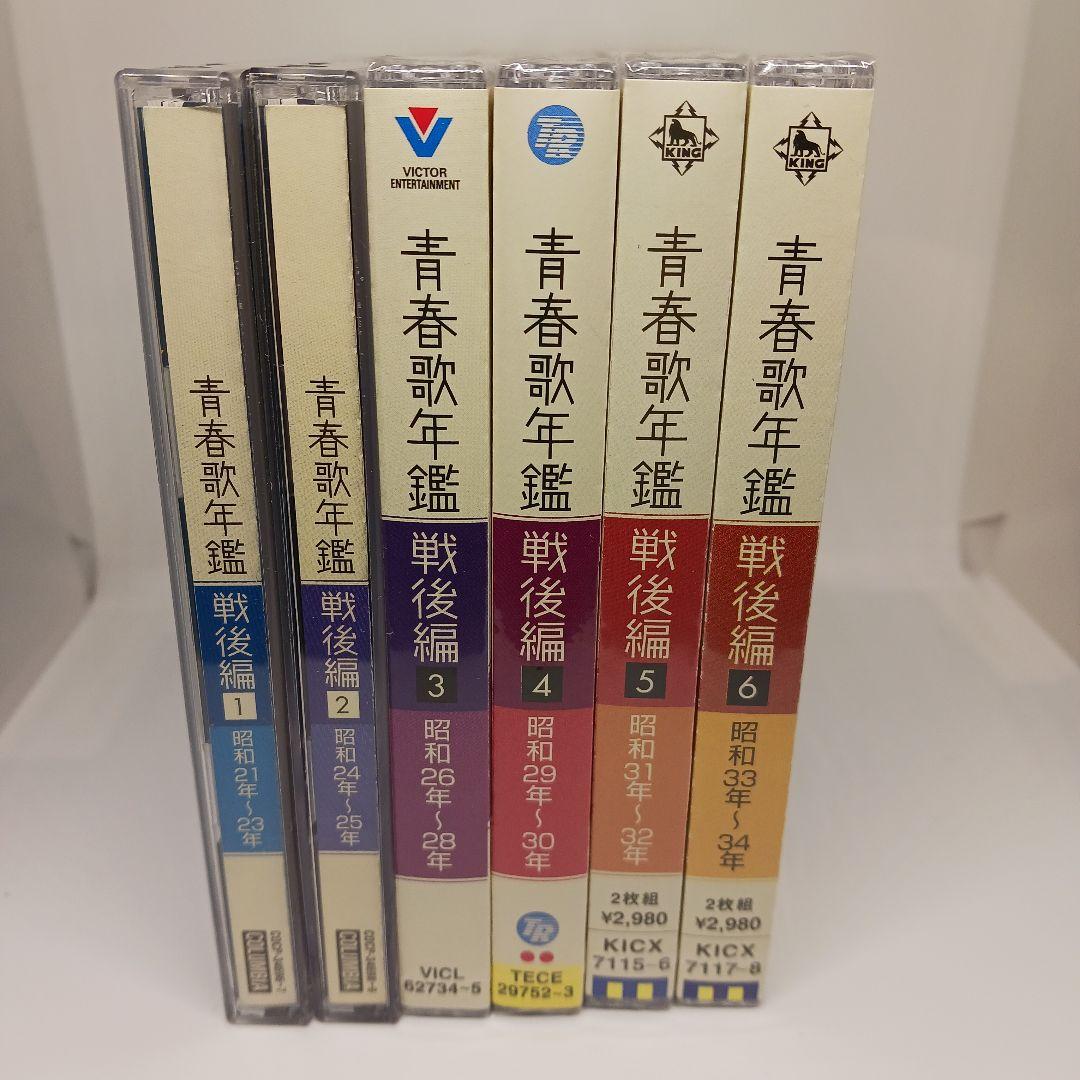 青春歌年鑑
戦後編
1
昭和21年～23年
COLUMBIA
青春歌年鑑
戦後編
2
昭和24年～25年
COLUMBIA
VICTOR
ENTERTAINMENT
青春歌年鑑
戦後編
3
昭和26年～28年
VICL
62734~5
TR
青春歌年鑑
戦後編
4
昭和29年～30年
TR
TECE
29752~3
KING
青春歌年鑑
戦後編
5
昭和31年～32年
2枚組
¥2,980
KICX
7115~6
KING
青春歌年鑑
戦後編
6
昭和33年～34年
2枚組
¥2,980
KICX
7117~8